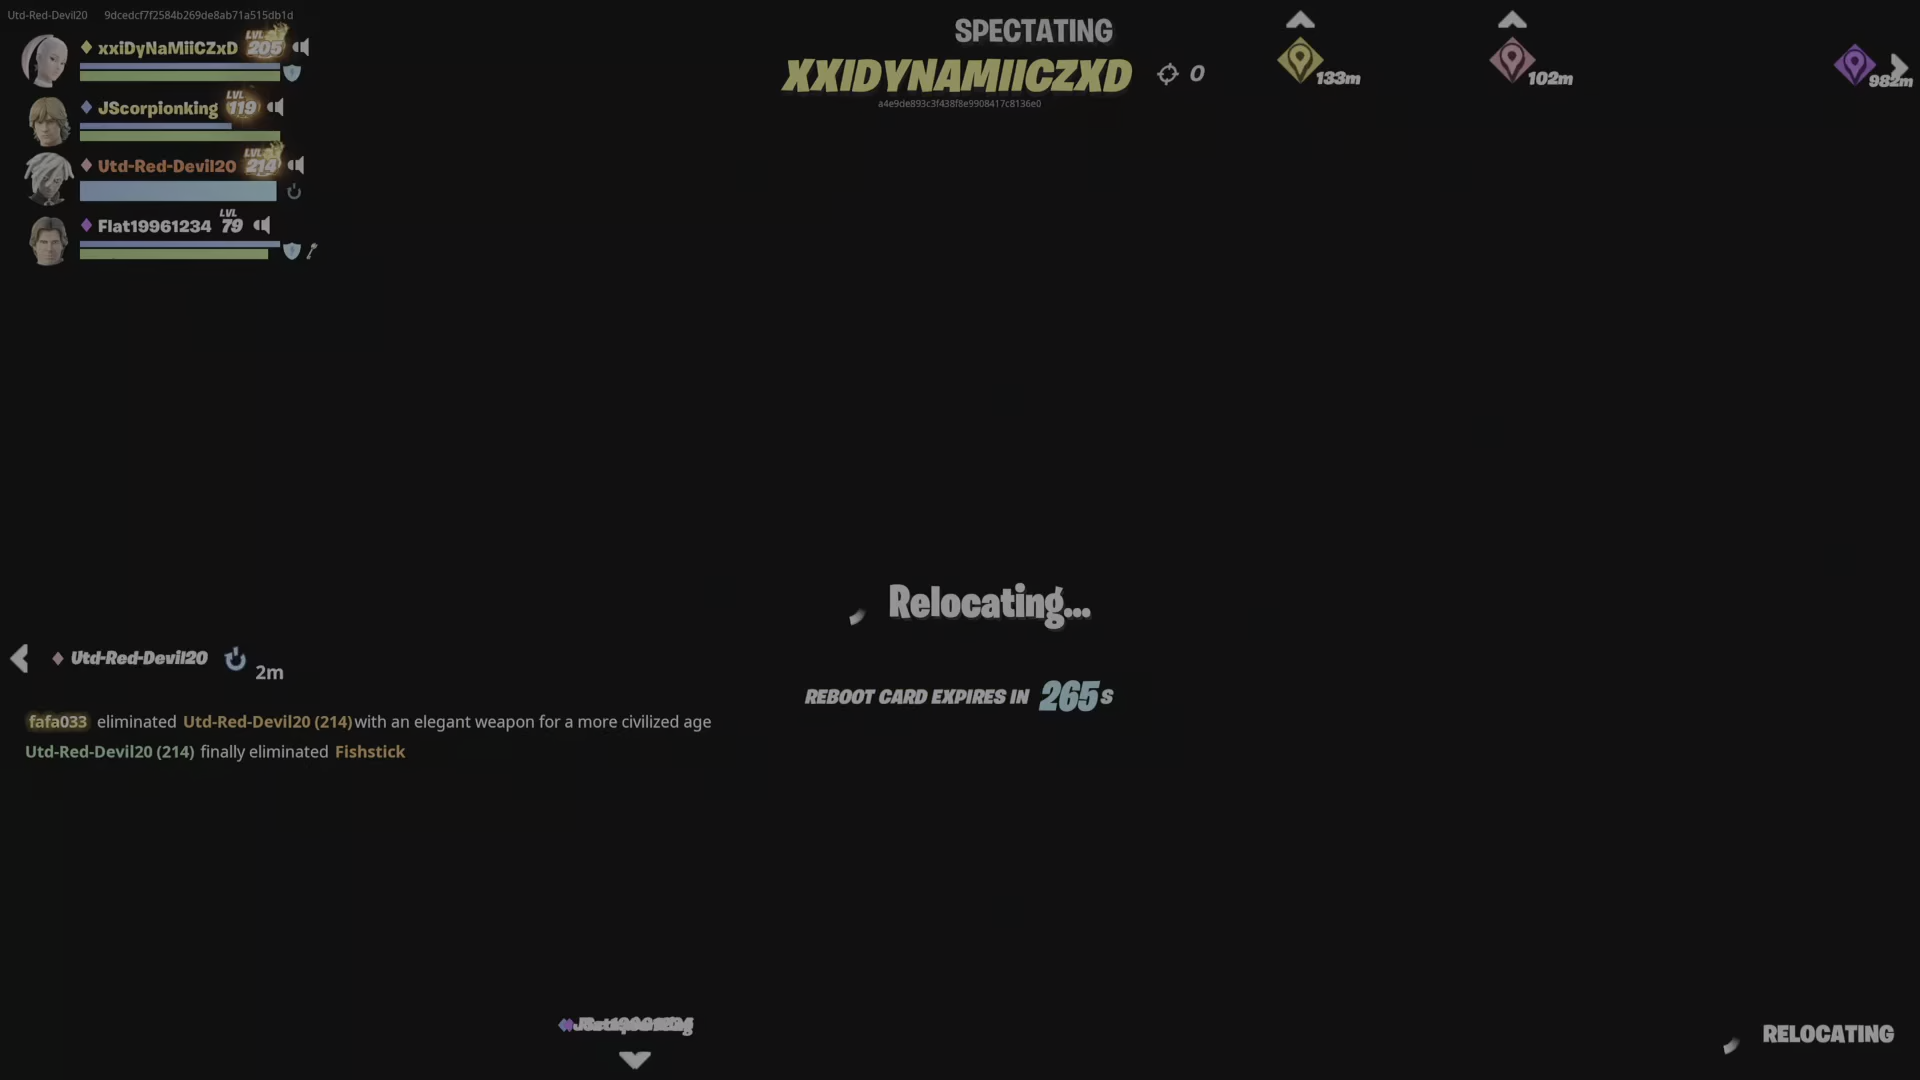 Utd-Red-Devil20 9dcedcf7f2584b269de8ab71a515db1d
xxiDyNaMiiCZxD LVL 205
JScorpionking LVL 119
Utd-Red-Devil20 LVL 214
Flat19961234 LVL 79
SPECTATING
XXIDYNAMIICZXD 0
a4e9de893c3f438f8e9908417c8136e0
133m
102m
982m
Relocating...
REBOOT CARD EXPIRES IN 265 S
Utd-Red-Devil20 2m
fafa033 eliminated Utd-Red-Devil20 (214)with an elegant weapon for a more civilized age
Utd-Red-Devil20 (214) finally eliminated Fishstick
RELOCATING